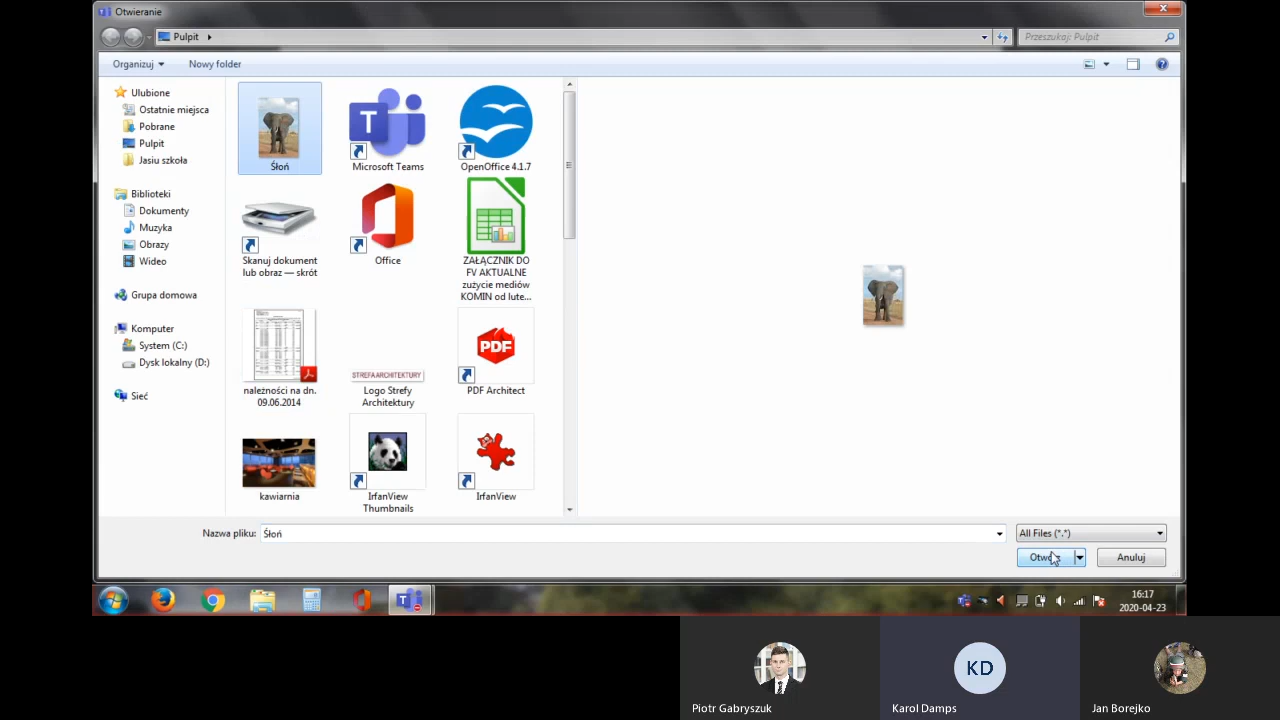 Otwieranie
Pulpit
Przeszukaj: Pulpit
Organizuj
Nowy folder
Ulubione
Ostatnie miejsca
Pobrane
Pulpit
Jasiu szkoła
Biblioteki
Dokumenty
Muzyka
Obrazy
Wideo
Grupa domowa
Komputer
System (C:)
Dysk lokalny (D:)
Sieć
Śłoń
T
Microsoft Teams
OpenOffice 4.1.7
Skanuj dokument
lub obraz — skrót
Office
ZAŁĄCZNIK DO
FV AKTUALNE
zużycie mediów
KOMIN od lute...
należności na dn.
09.06.2014
STREFA ARCHITEKTURY
Logo Strefy
Architektury
PDF
PDF Architect
kawiarnia
IrfanView
Thumbnails
IrfanView
Nazwa pliku:
Śłoń
All Files (*.*)
Anuluj
16:17
2020-04-23
Piotr Gabryszuk
KD
Karol Damps
Jan Borejko